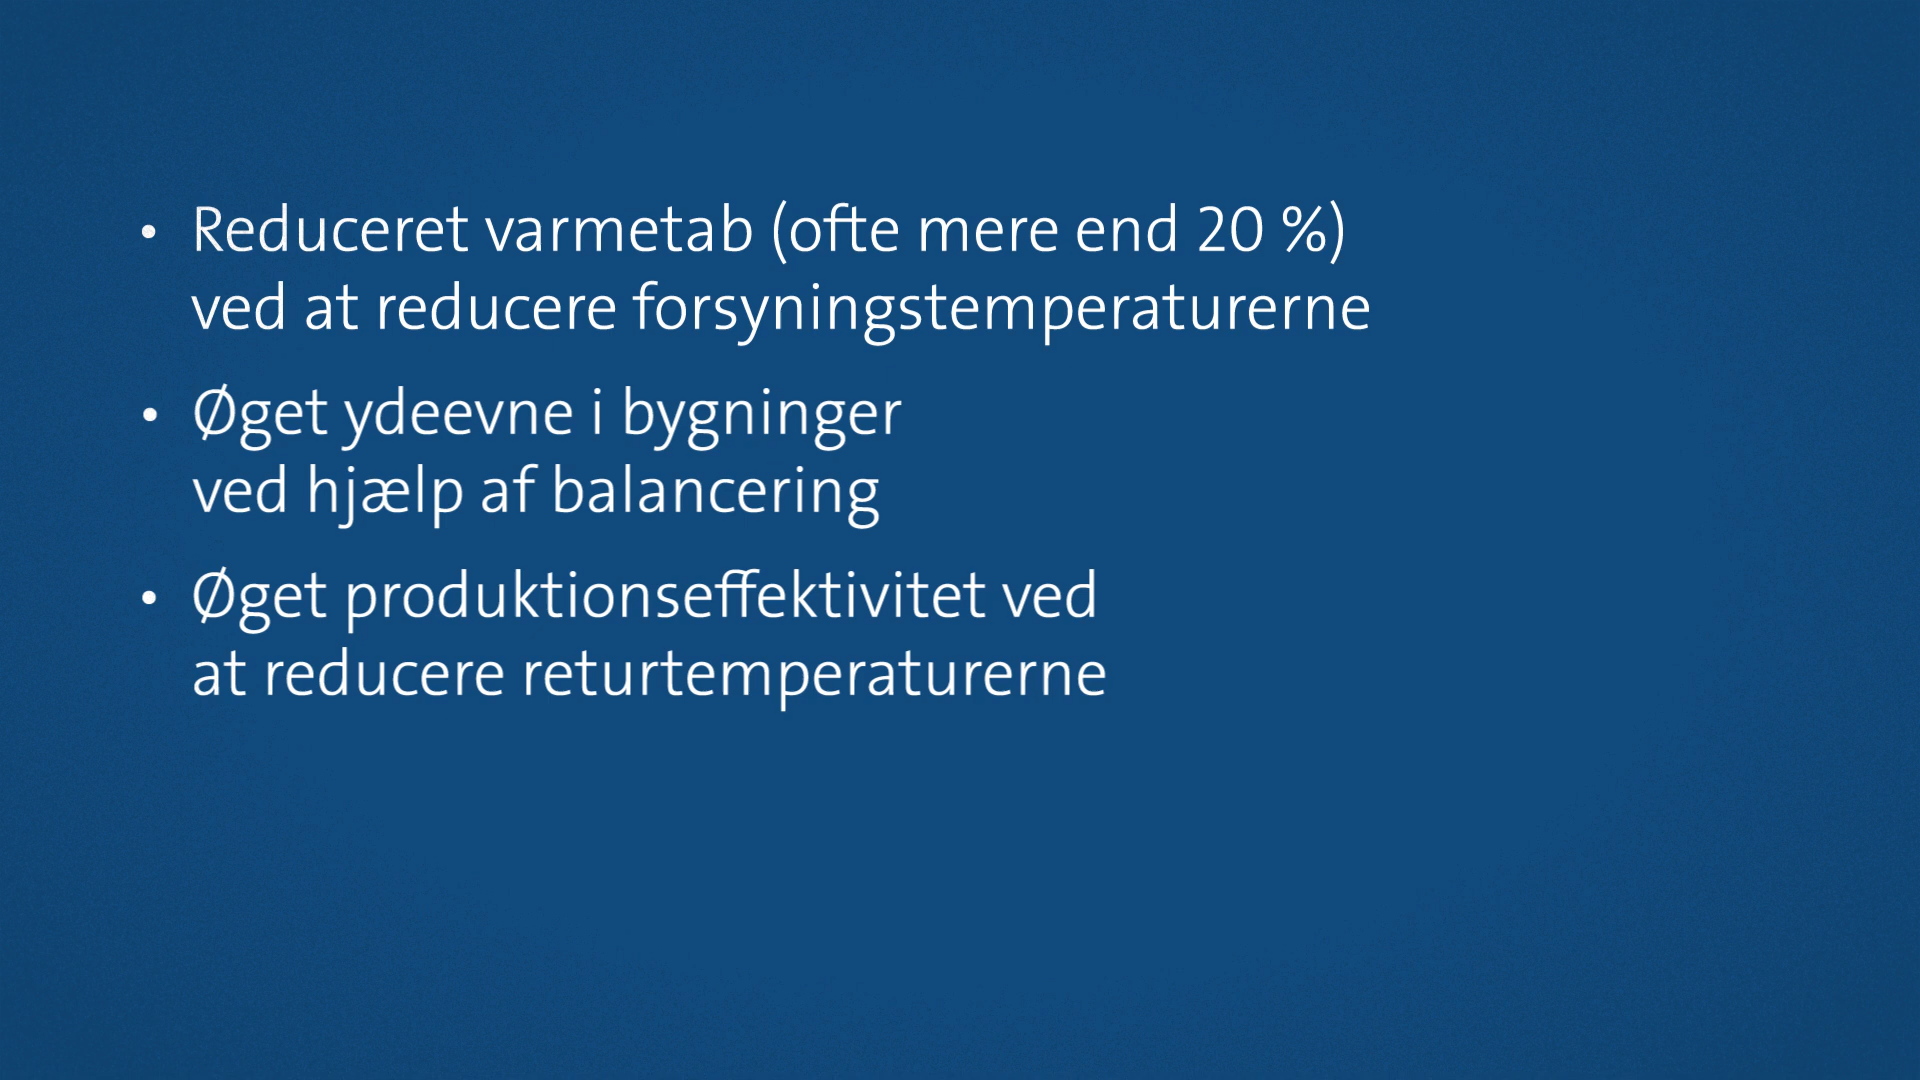 • Reduceret varmetab (ofte mere end 20 %)
ved at reducere forsyningstemperaturerne
• Øget ydeevne i bygninger
ved hjælp af balancering
• Øget produktionseffektivitet ved
at reducere returtemperaturerne